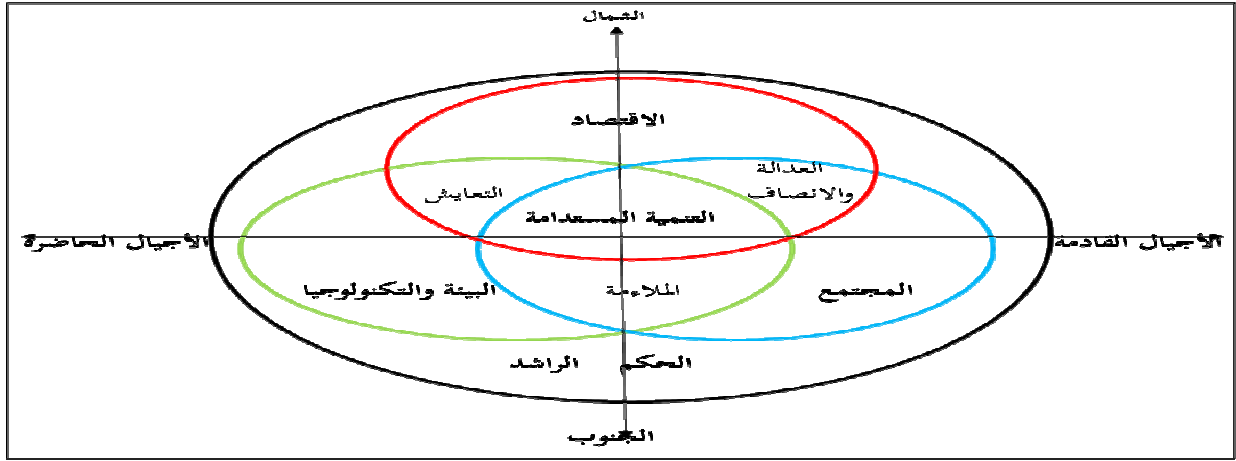 الشمال
الاقتصاد
العدالة
والانصاف
التعايش
التنمية المستدامة
الأجيال القادمة
الأجيال الحاضرة
المجتمع
الملاءمة
البيئة والتكنولوجيا
الحكم الراشد
الجنوب